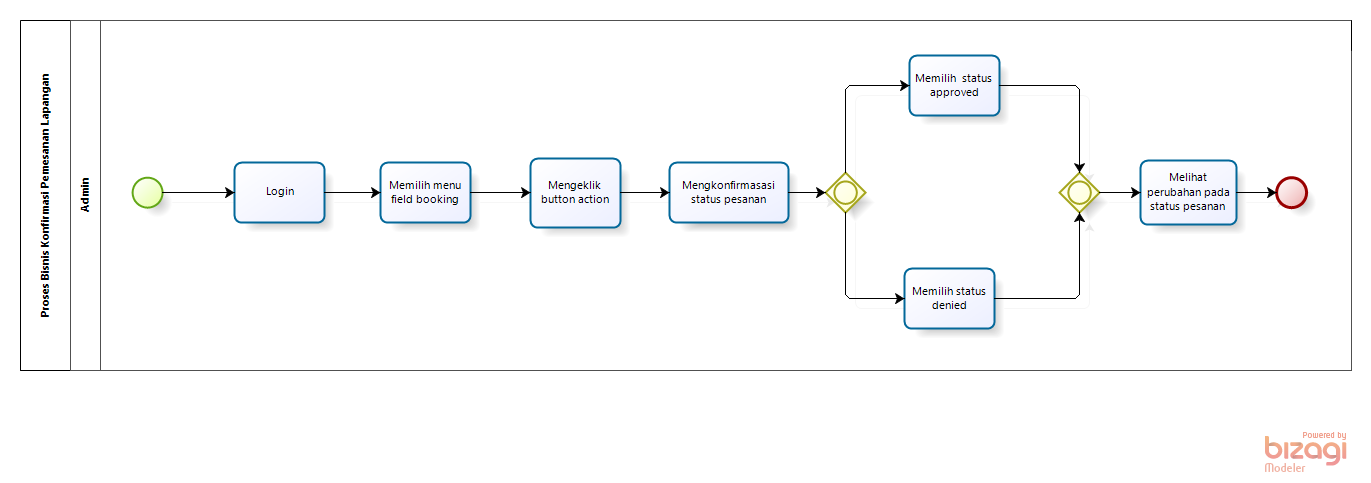 Proses Bisnis Konfirmasi Pemesanan Lapangan
Admin
Login
Memilih menu
field booking
Mengeklik
button action
Mengkonfirmasasi
status pesanan
Memilih status
approved
Memilih status
denied
Melihat
perubahan pada
status pesanan
Powered by
bizagi
Modeler